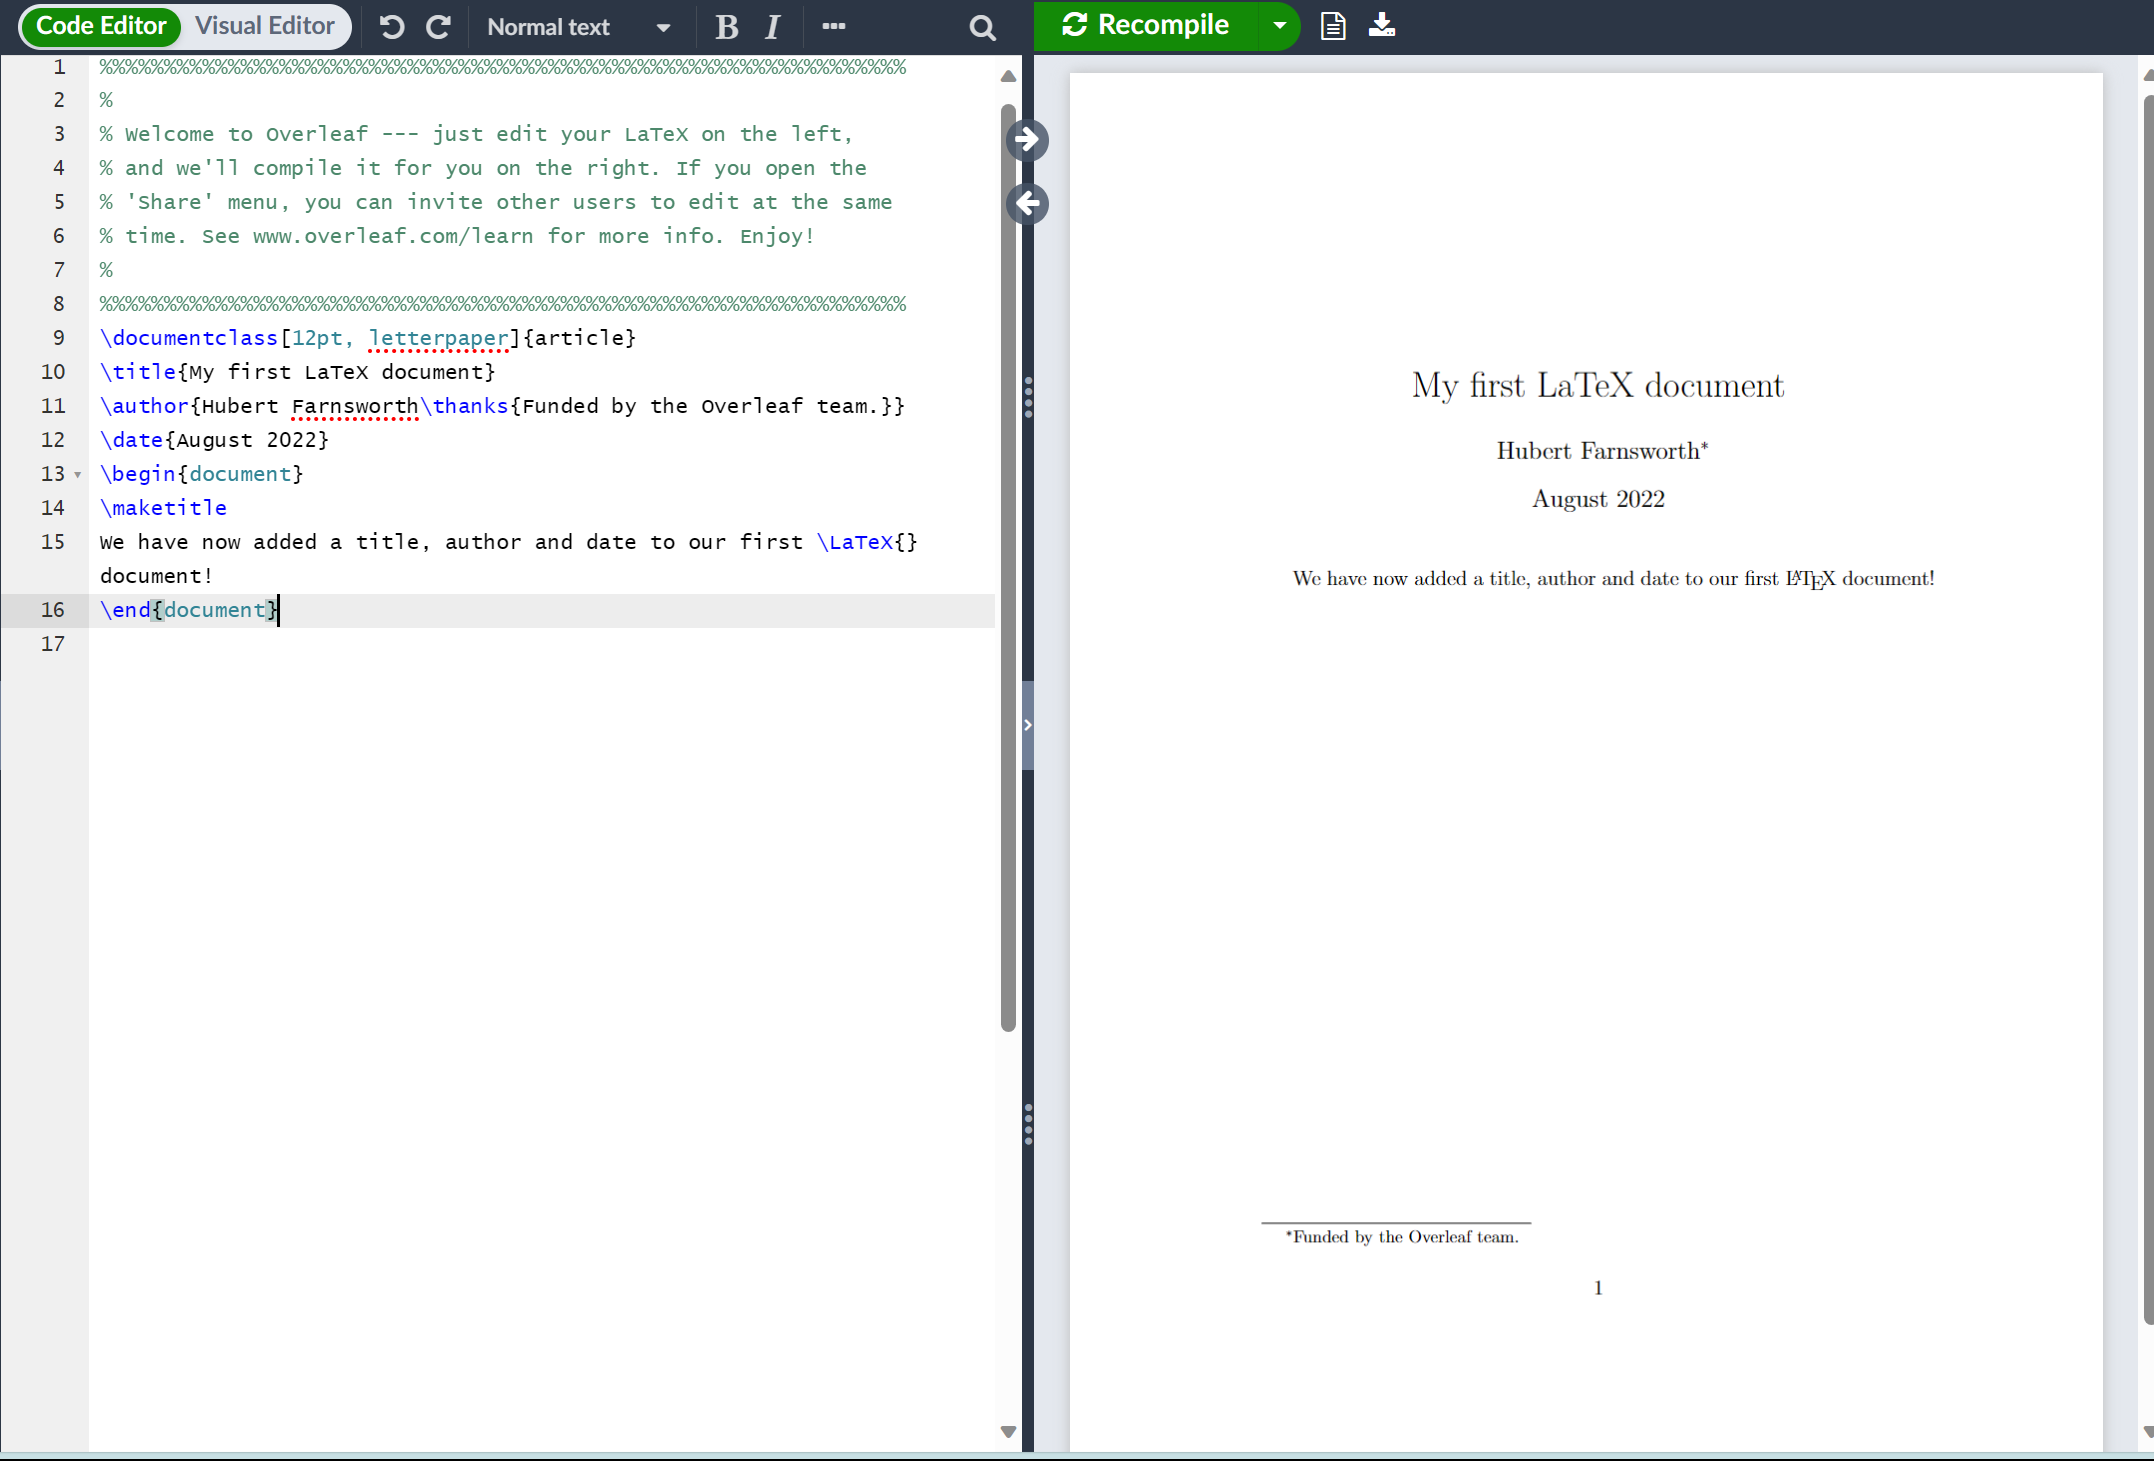 Code Editor Visual Editor Normal text B I Recompile
1 %%%%%%%%%%%%%%%%%%%%%%%%%%%%%%%%%%%%%%%%%%%%%%%%%%%%%%%%%%%%%%%
2 %
3 % Welcome to Overleaf --- just edit your LaTeX on the left,
4 % and we'll compile it for you on the right. If you open the
5 % 'Share' menu, you can invite other users to edit at the same
6 % time. See www.overleaf.com/learn for more info. Enjoy!
7 %
8 %%%%%%%%%%%%%%%%%%%%%%%%%%%%%%%%%%%%%%%%%%%%%%%%%%%%%%%%%%%%%%%
9 \documentclass[12pt, letterpaper]{article}
10 \title{My first LaTeX document}
11 \author{Hubert Farnsworth\thanks{Funded by the Overleaf team.}}
12 \date{August 2022}
13 \begin{document}
14 \maketitle
15 We have now added a title, author and date to our first \LaTeX{}
document!
16 \end{document}
17
My first LaTeX document
Hubert Farnsworth*
August 2022
We have now added a title, author and date to our first LATEX document!
*Funded by the Overleaf team.
1